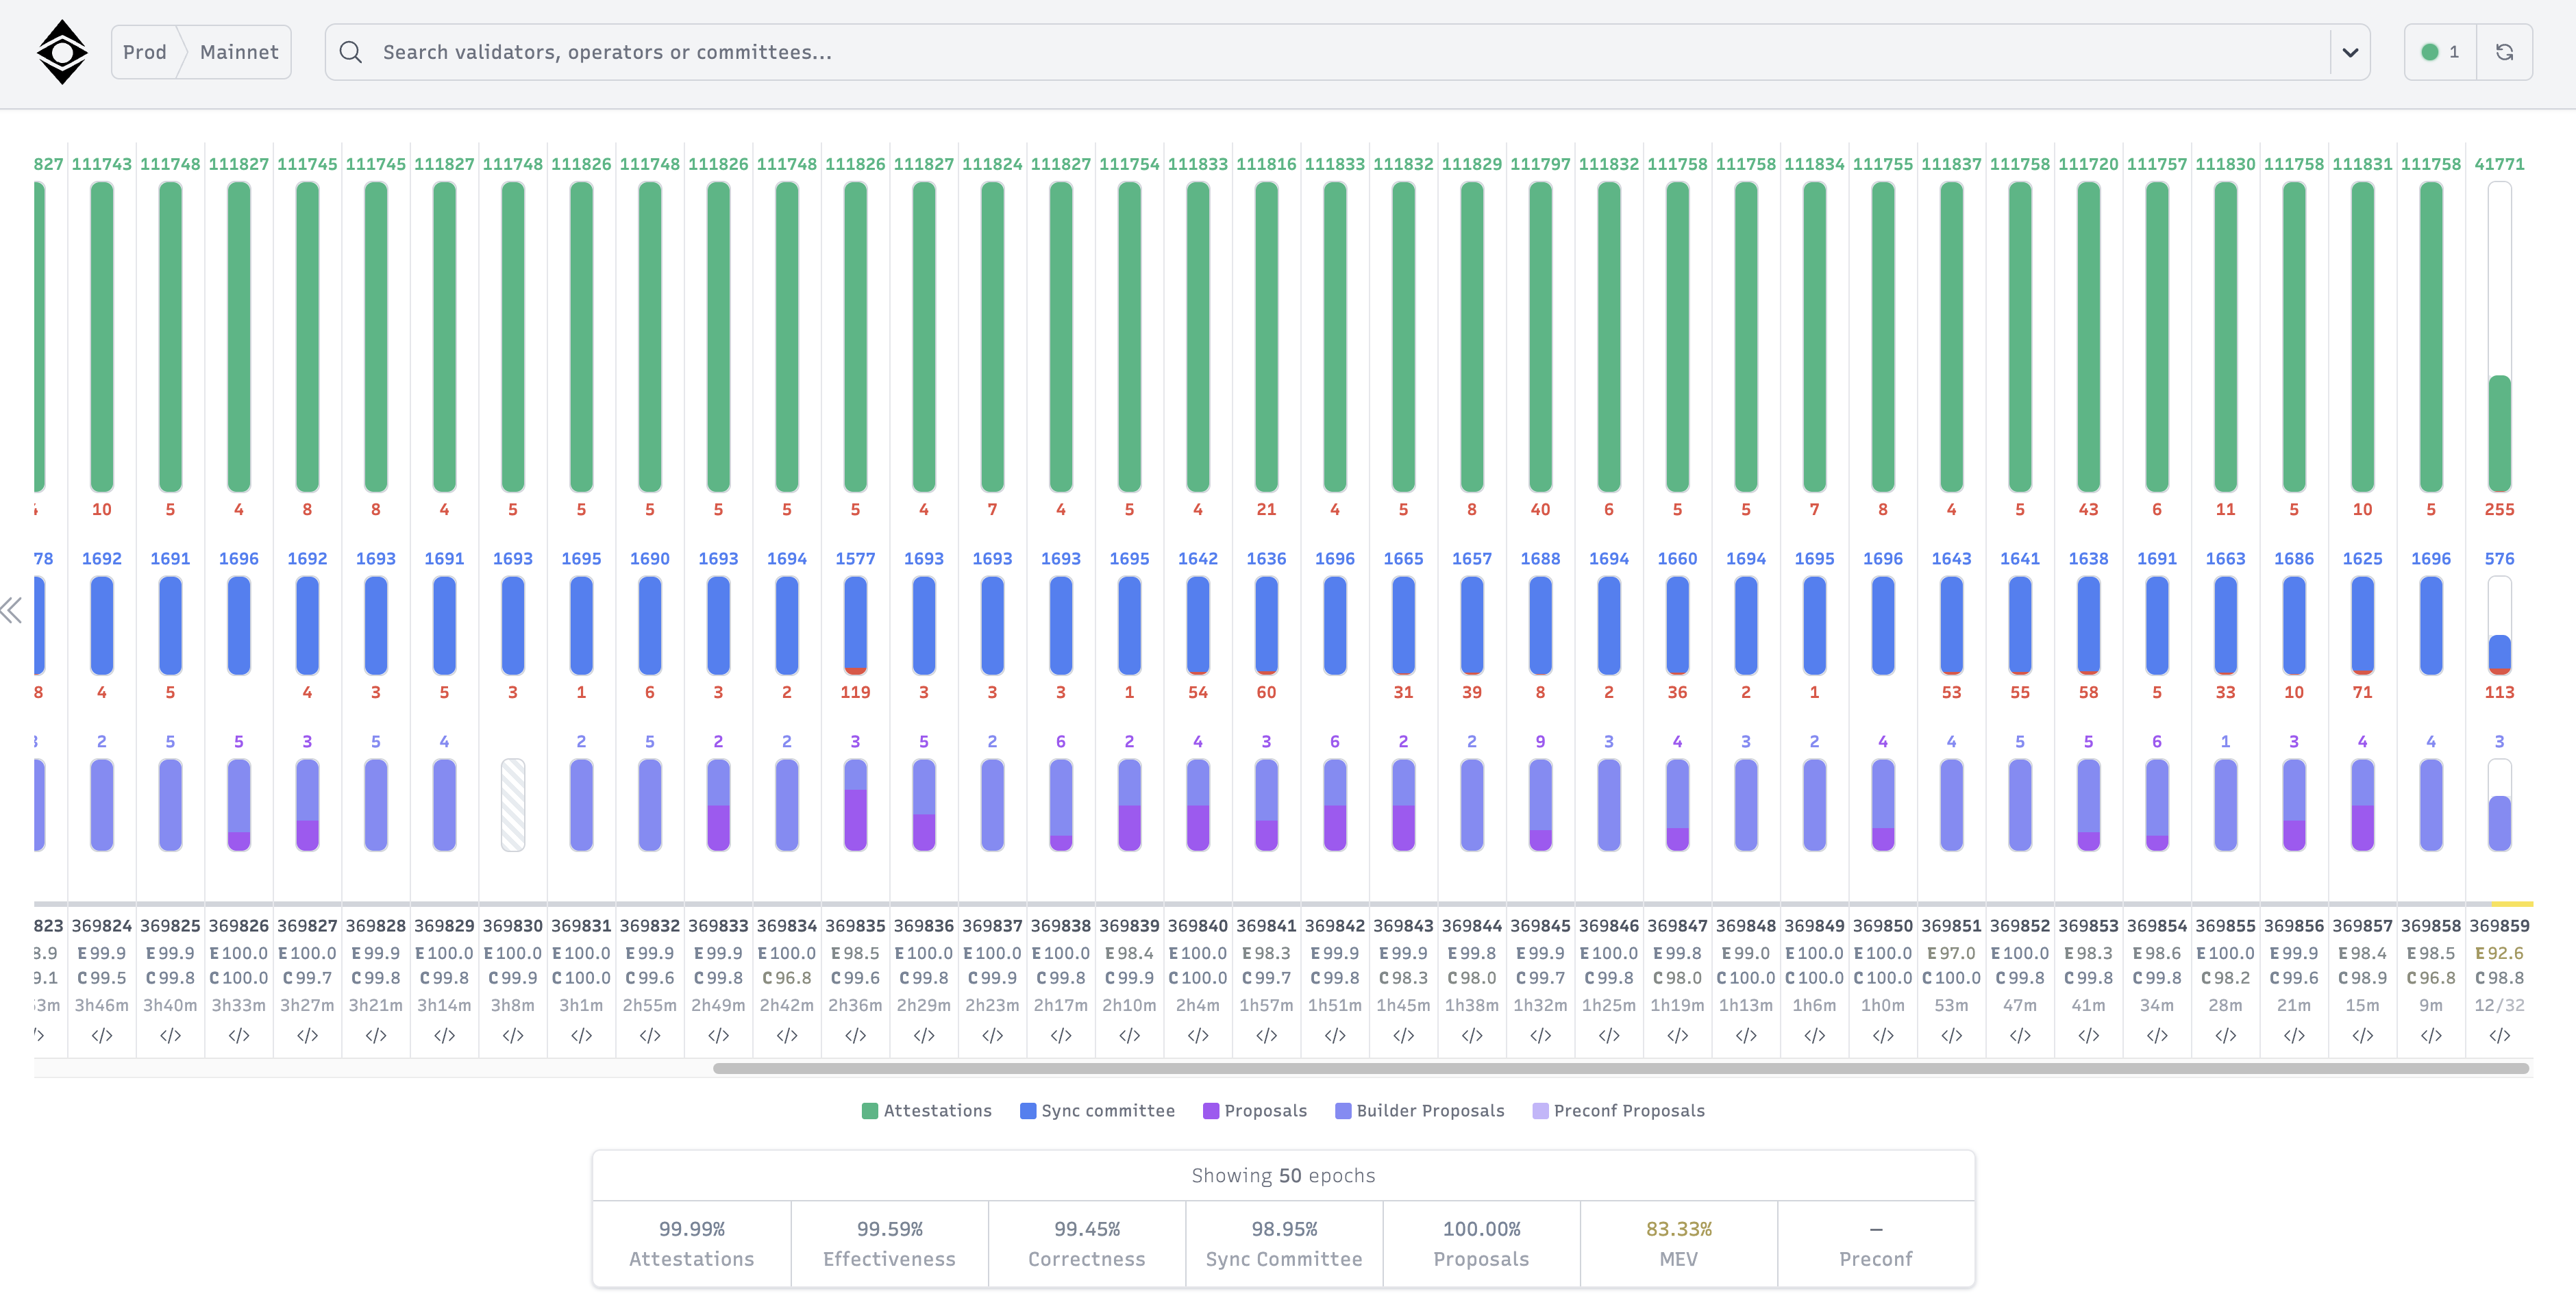 Prod Mainnet Search validators, operators or committees... 1
827 111743 111748 111827 111745 111745 111827 111748 111826 111748 111826 111748 111826 111827 111824 111827 111754 111833 111816 111833 111832 111829 111797 111832 111758 111758 111834 111755 111837 111758 111720 111757 111830 111758 111831 111758 41771
10 5 4 8 8 4 5 5 5 5 5 5 4 7 4 5 4 21 4 5 8 40 6 5 5 7 8 4 5 43 6 11 5 10 5 255
78 1692 1691 1696 1692 1693 1691 1693 1695 1690 1693 1694 1577 1693 1693 1693 1695 1642 1636 1696 1665 1657 1688 1694 1660 1694 1695 1696 1643 1641 1638 1691 1663 1686 1625 1696 576
8 4 5 4 3 5 3 1 6 3 2 119 3 3 3 1 54 60 31 39 8 2 36 2 1 53 55 58 5 33 10 71 113
2 5 5 3 5 4 2 5 2 2 3 5 2 6 2 4 3 6 2 2 9 3 4 3 2 4 4 5 5 6 1 3 4 4 3
823 369824 369825 369826 369827 369828 369829 369830 369831 369832 369833 369834 369835 369836 369837 369838 369839 369840 369841 369842 369843 369844 369845 369846 369847 369848 369849 369850 369851 369852 369853 369854 369855 369856 369857 369858 369859
8.9 E 99.9 E 99.9 E 100.0 E 100.0 E 99.9 E 100.0 E 100.0 E 100.0 E 99.9 E 99.9 E 100.0 E 98.5 E 100.0 E 100.0 E 100.0 E 98.4 E 100.0 E 98.3 E 99.9 E 99.9 E 99.8 E 99.9 E 100.0 E 99.8 E 99.0 E 100.0 E 100.0 E 97.0 E 100.0 E 98.3 E 98.6 E 100.0 E 99.9 E 98.4 E 98.5 E 92.6
9.1 C 99.5 C 99.8 C 100.0 C 99.7 C 99.8 C 99.8 C 99.9 C 100.0 C 99.6 C 99.8 C 96.8 C 99.6 C 99.8 C 99.9 C 99.8 C 99.9 C 100.0 C 99.7 C 99.8 C 98.3 C 98.0 C 99.7 C 99.8 C 98.0 C 100.0 C 100.0 C 100.0 C 100.0 C 99.8 C 99.8 C 99.8 C 98.2 C 99.6 C 98.9 C 96.8 C 98.8
3m 3h46m 3h40m 3h33m 3h27m 3h21m 3h14m 3h8m 3h1m 2h55m 2h49m 2h42m 2h36m 2h29m 2h23m 2h17m 2h10m 2h4m 1h57m 1h51m 1h45m 1h38m 1h32m 1h25m 1h19m 1h13m 1h6m 1h0m 53m 47m 41m 34m 28m 21m 15m 9m 12/32
Attestations Sync committee Proposals Builder Proposals Preconf Proposals
Showing 50 epochs
99.99% 99.59% 99.45% 98.95% 100.00% 83.33% –
Attestations Effectiveness Correctness Sync Committee Proposals MEV Preconf